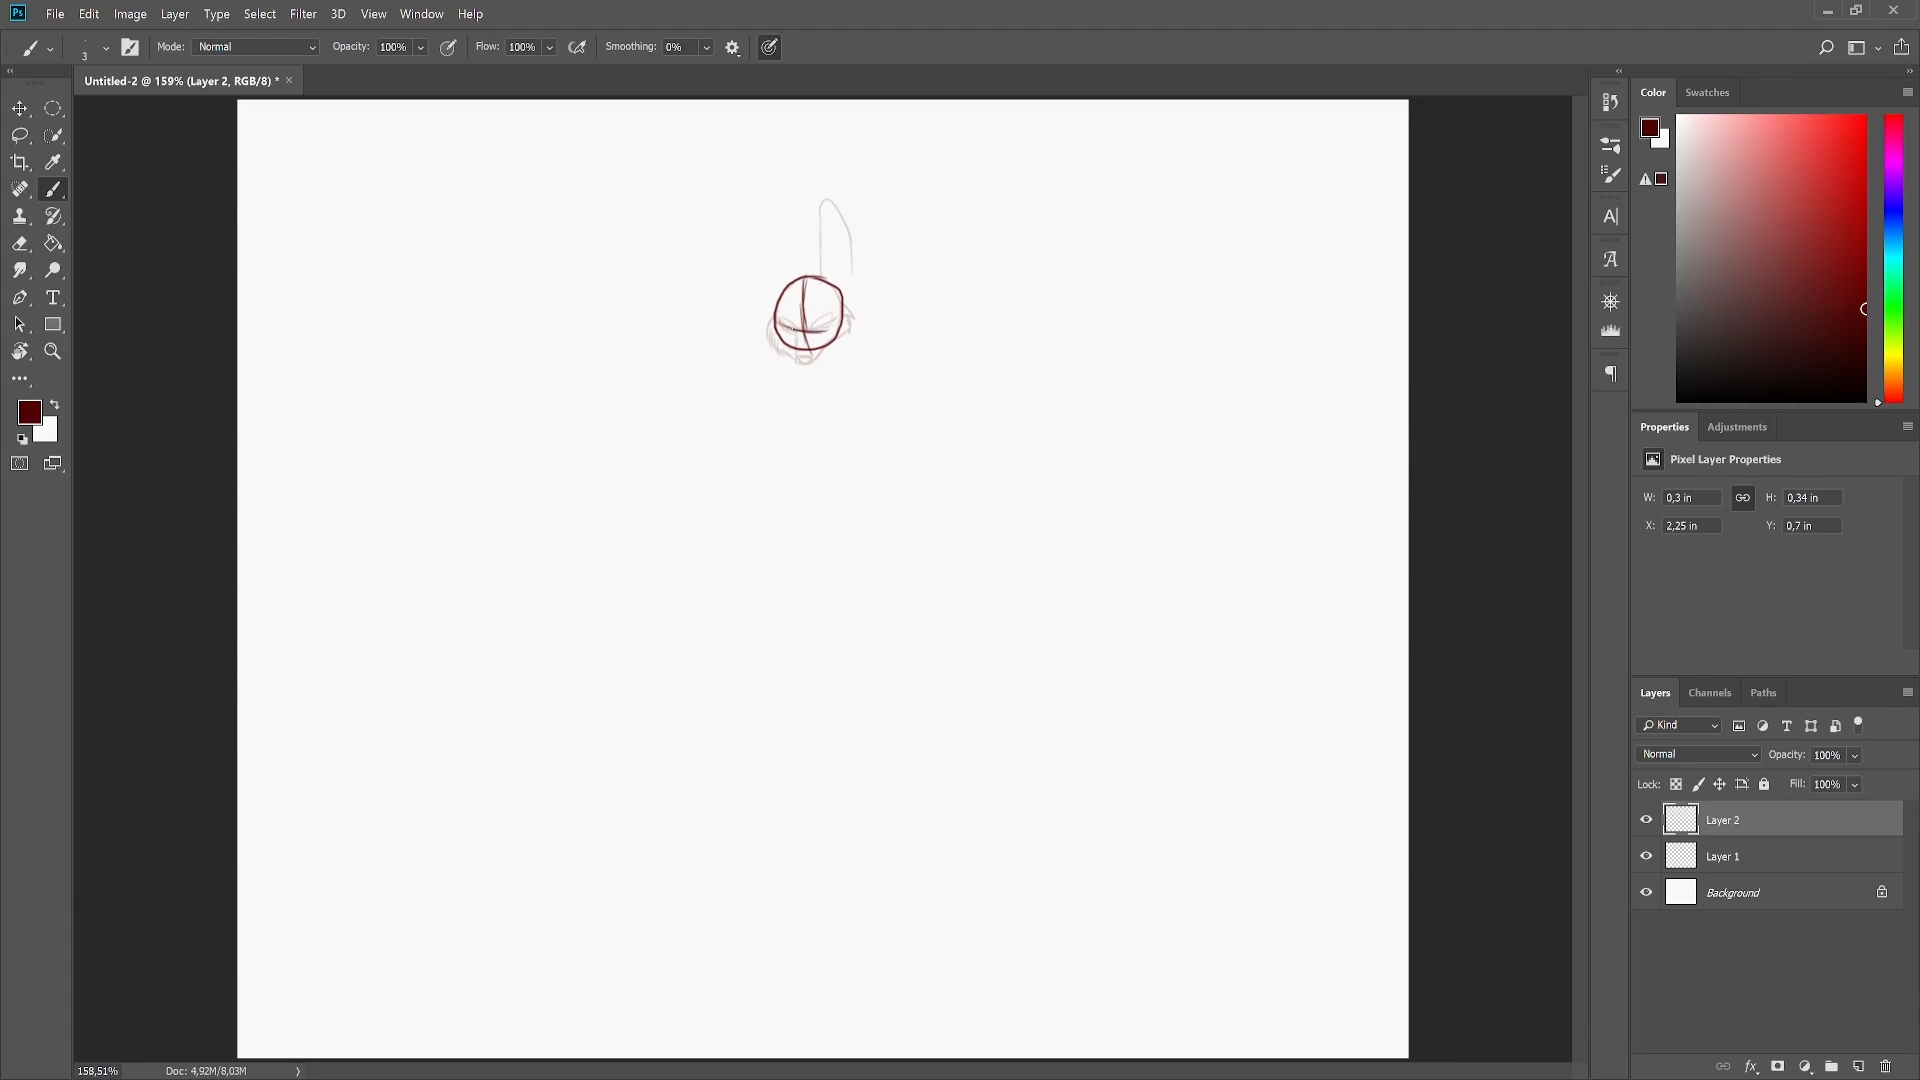 Ps File Edit Image Layer Type Select Filter 3D View Window Help
3 Mode: Normal Opacity: 100% Flow: 100% Smoothing: 0%
Untitled-2 @ 159% (Layer 2, RGB/8) *
Color Swatches
Properties Adjustments
Pixel Layer Properties
W: 0,3 in H: 0,34 in
X: 2,25 in Y: 0,7 in
Layers Channels Paths
Kind
Normal Opacity: 100%
Lock: Fill: 100%
Layer 2
Layer 1
Background
158,51% Doc: 4,92M/8,03M